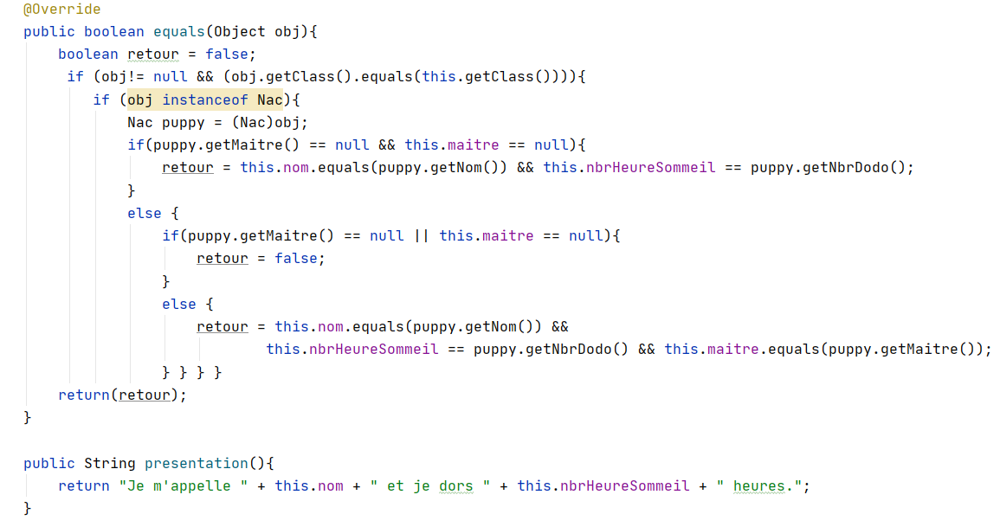 @Override
public boolean equals(Object obj){
    boolean retour = false;
     if (obj!= null && (obj.getClass().equals(this.getClass()))){
        if (obj instanceof Nac){
            Nac puppy = (Nac)obj;
            if(puppy.getMaitre() == null && this.maitre == null){
                retour = this.nom.equals(puppy.getNom()) && this.nbrHeureSommeil == puppy.getNbrDodo();
            }
            else {
                if(puppy.getMaitre() == null || this.maitre == null){
                    retour = false;
                }
                else {
                    retour = this.nom.equals(puppy.getNom()) &&
                            this.nbrHeureSommeil == puppy.getNbrDodo() && this.maitre.equals(puppy.getMaitre());
                } } } }
    return(retour);
}

public String presentation(){
    return "Je m'appelle " + this.nom + " et je dors " + this.nbrHeureSommeil + " heures.";
}